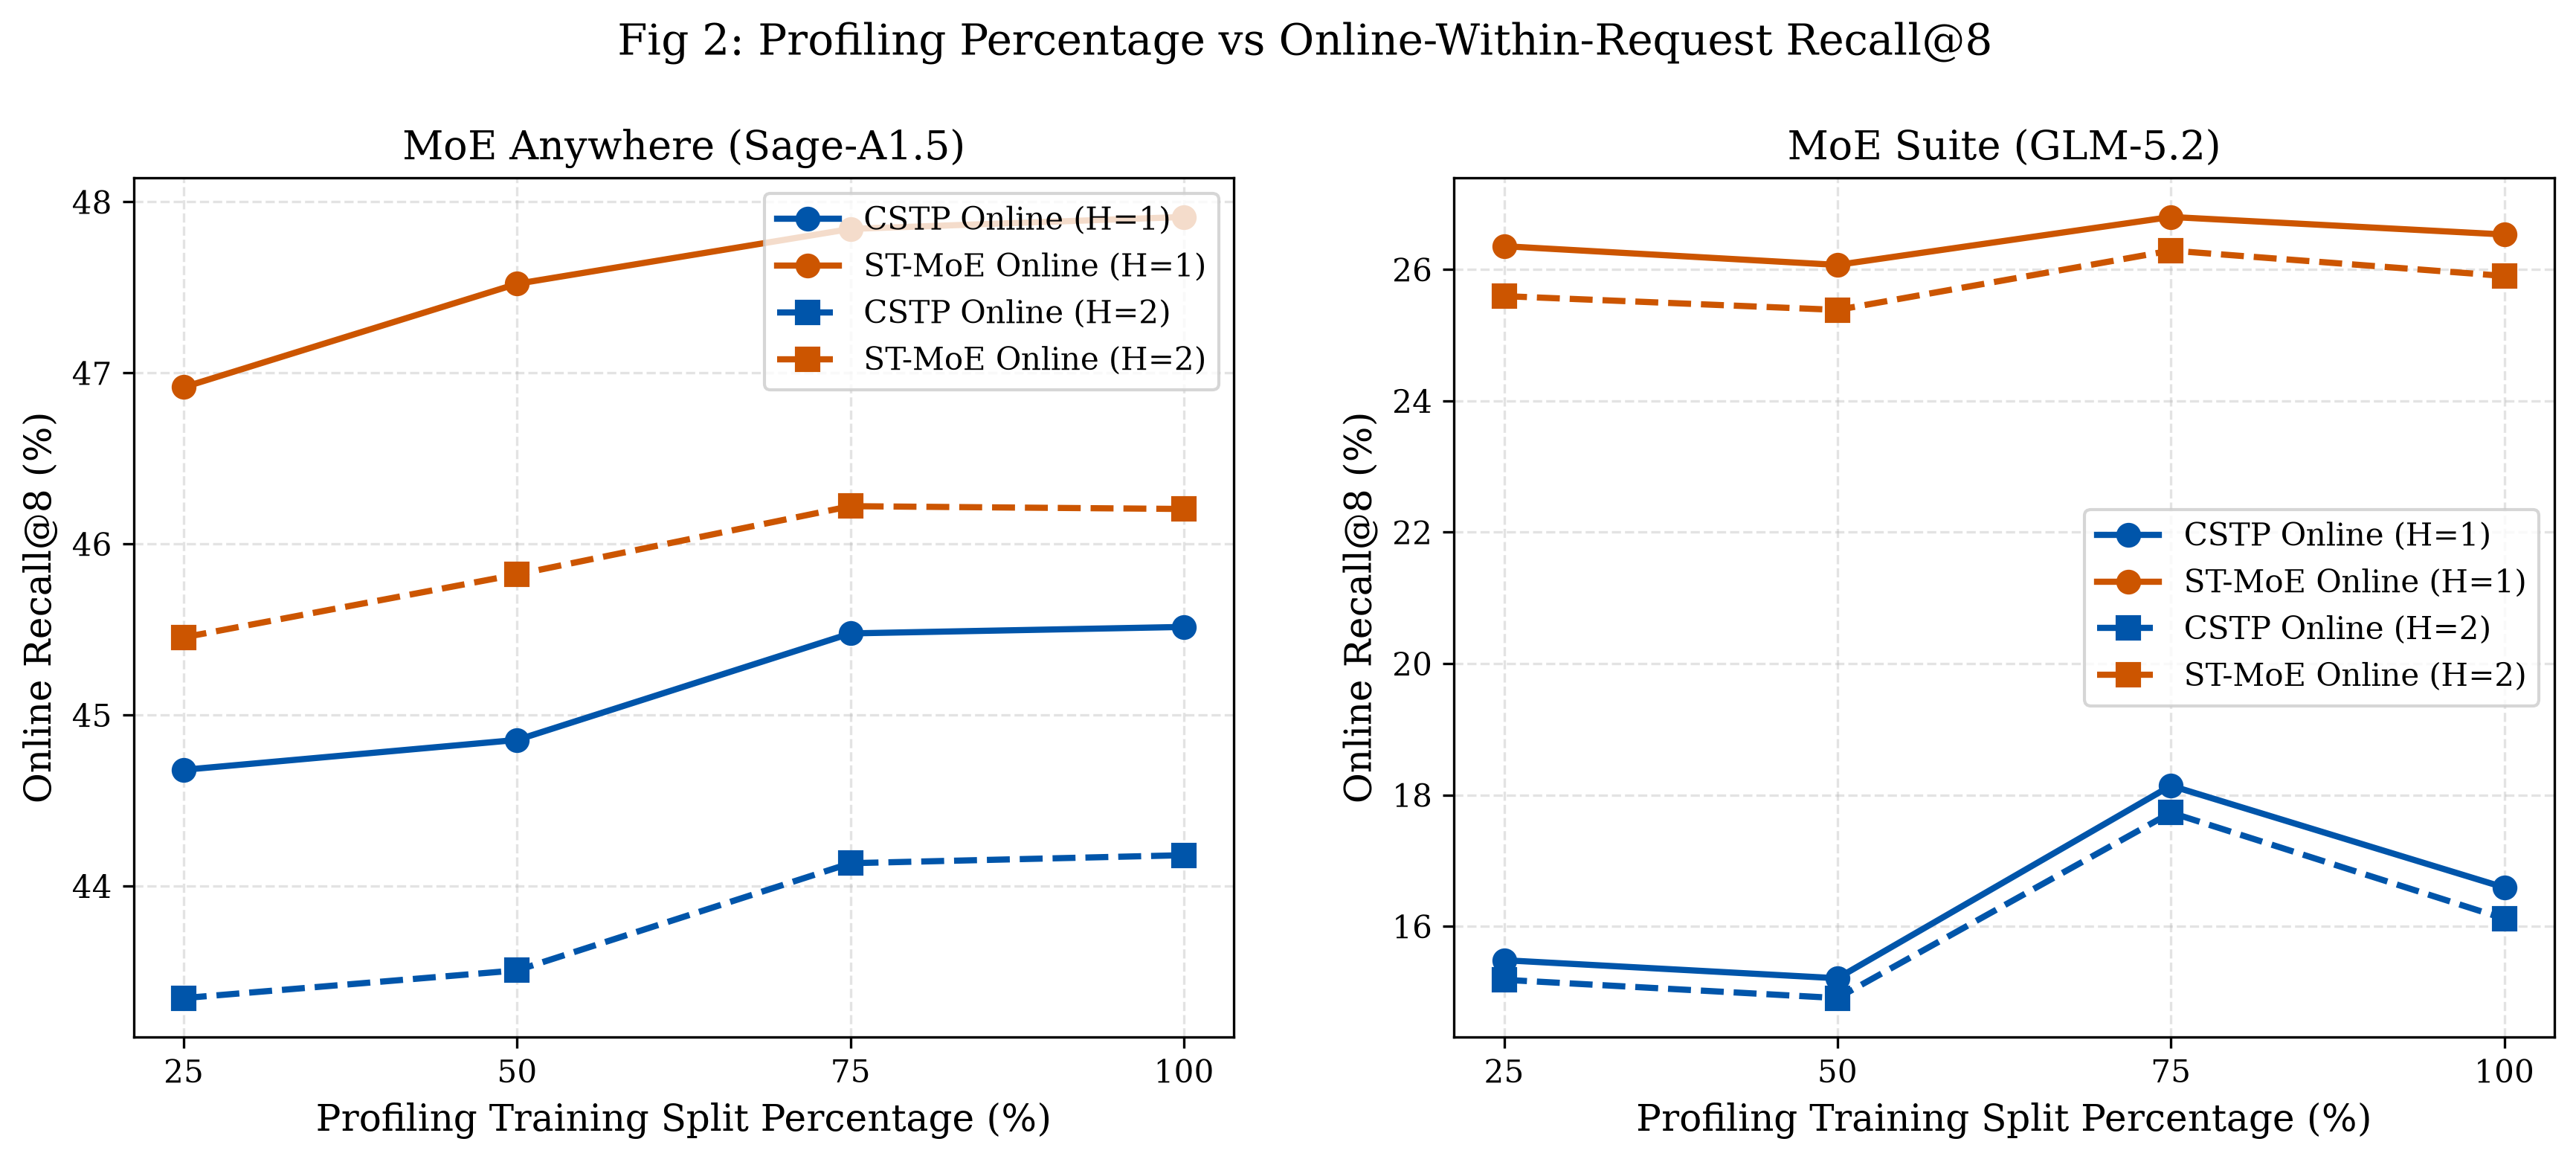 Fig 2: Profiling Percentage vs Online-Within-Request Recall@8
MoE Anywhere (Sage-A1.5)
48
47
46
45
44
Online Recall@8 (%)
CSTP Online (H=1)
ST-MoE Online (H=1)
CSTP Online (H=2)
ST-MoE Online (H=2)
25 50 75 100
Profiling Training Split Percentage (%)
MoE Suite (GLM-5.2)
26
24
22
20
18
16
Online Recall@8 (%)
CSTP Online (H=1)
ST-MoE Online (H=1)
CSTP Online (H=2)
ST-MoE Online (H=2)
25 50 75 100
Profiling Training Split Percentage (%)